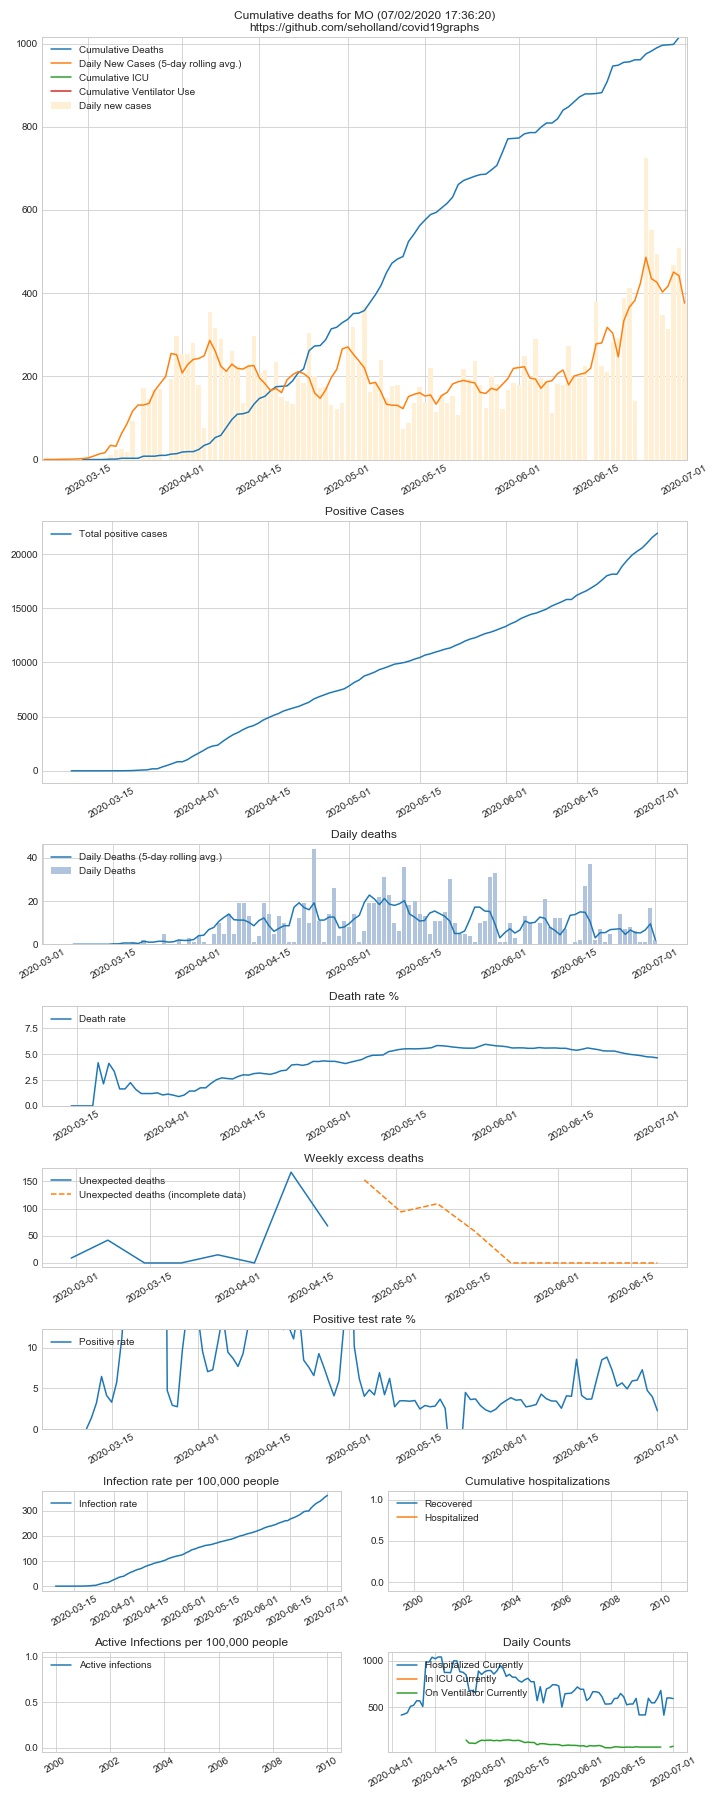 Cumulative deaths for MO (07/02/2020 17:36:20)
https://github.com/seholland/covid19graphs
Cumulative Deaths
Daily New Cases (5-day rolling avg.)
Cumulative ICU
Cumulative Ventilator Use
Daily new cases
1000
800
600
400
200
0
2020-03-15 2020-04-01 2020-04-15 2020-05-01 2020-05-15 2020-06-01 2020-06-15 2020-07-01
Positive Cases
Total positive cases
20000
15000
10000
5000
0
2020-03-15 2020-04-01 2020-04-15 2020-05-01 2020-05-15 2020-06-01 2020-06-15 2020-07-01
Daily deaths
Daily Deaths (5-day rolling avg.)
Daily Deaths
40
20
0
2020-03-01 2020-03-15 2020-04-01 2020-04-15 2020-05-01 2020-05-15 2020-06-01 2020-06-15 2020-07-01
Death rate %
Death rate
7.5
5.0
2.5
0.0
2020-03-15 2020-04-01 2020-04-15 2020-05-01 2020-05-15 2020-06-01 2020-06-15 2020-07-01
Weekly excess deaths
Unexpected deaths
Unexpected deaths (incomplete data)
150
100
50
0
2020-03-01 2020-03-15 2020-04-01 2020-04-15 2020-05-01 2020-05-15 2020-06-01 2020-06-15
Positive test rate %
Positive rate
10
5
0
2020-03-15 2020-04-01 2020-04-15 2020-05-01 2020-05-15 2020-06-01 2020-06-15 2020-07-01
Infection rate per 100,000 people
Infection rate
300
200
100
0
2020-03-15 2020-04-01 2020-04-15 2020-05-01 2020-05-15 2020-06-01 2020-06-15 2020-07-01
Cumulative hospitalizations
Recovered
Hospitalized
1.0
0.5
0.0
2000 2002 2004 2006 2008 2010
Active Infections per 100,000 people
Active infections
1.0
0.5
0.0
2000 2002 2004 2006 2008 2010
Daily Counts
Hospitalized Currently
In ICU Currently
On Ventilator Currently
1000
500
2020-04-01 2020-04-15 2020-05-01 2020-05-15 2020-06-01 2020-06-15 2020-07-01